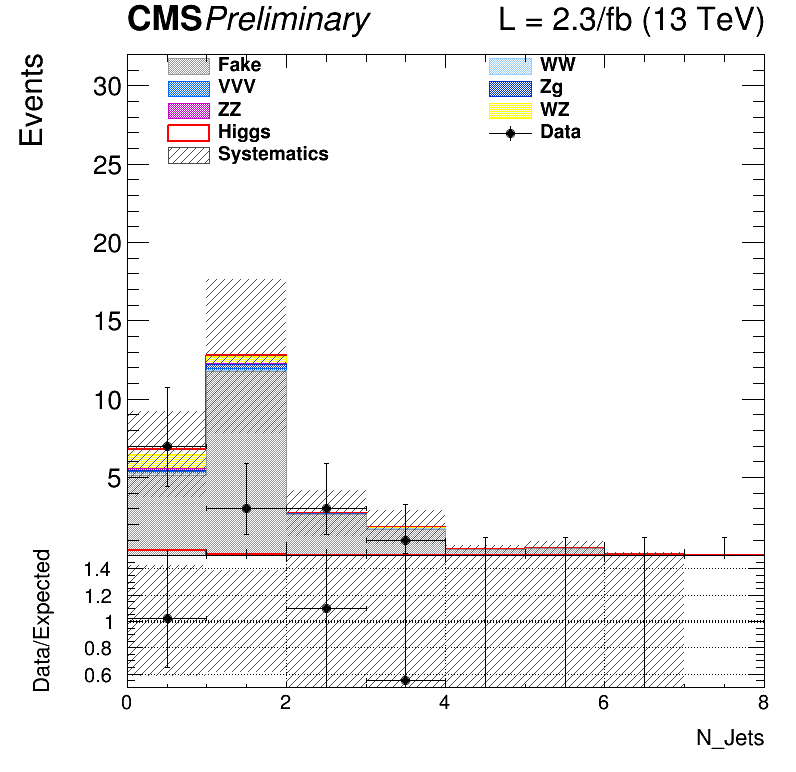 CMS Preliminary L = 2.3/fb (13 TeV)
Events
30
25
20
15
10
5
Fake
VVV
ZZ
Higgs
Systematics
WW
Zg
WZ
Data
Data/Expected
1.4
1.2
1
0.8
0.6
0 2 4 6 8
N_Jets